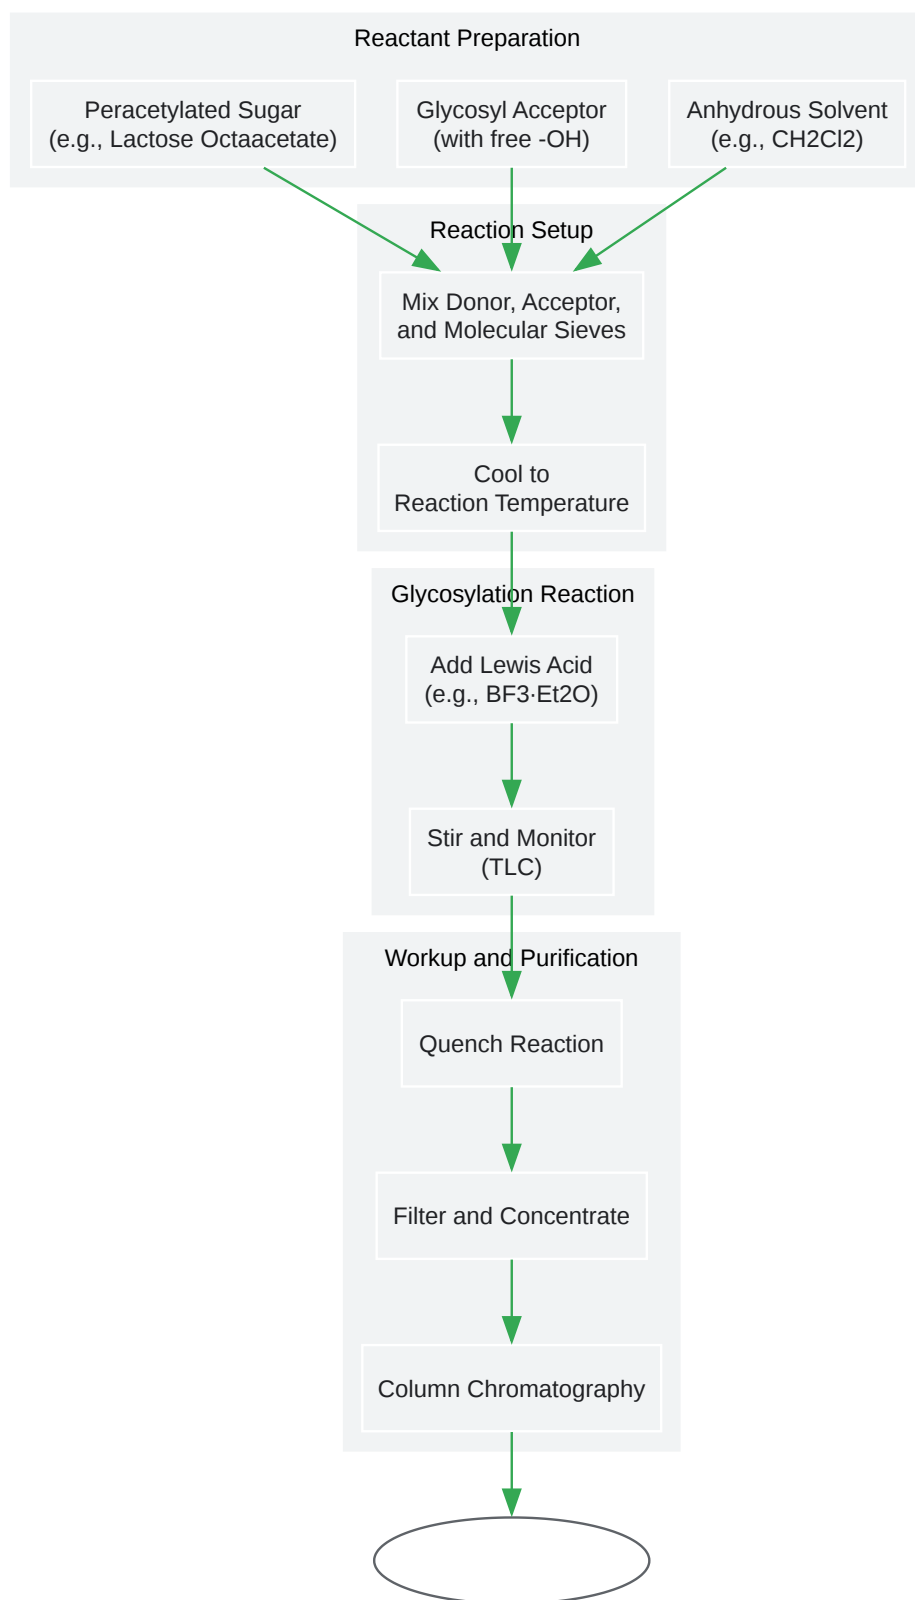 Reactant Preparation
Peracetylated Sugar
(e.g., Lactose Octaacetate)
Glycosyl Acceptor
(with free -OH)
Anhydrous Solvent
(e.g., CH2Cl2)
Reaction Setup
Mix Donor, Acceptor,
and Molecular Sieves
Cool to
Reaction Temperature
Glycosylation Reaction
Add Lewis Acid
(e.g., BF3·Et2O)
Stir and Monitor
(TLC)
Workup and Purification
Quench Reaction
Filter and Concentrate
Column Chromatography